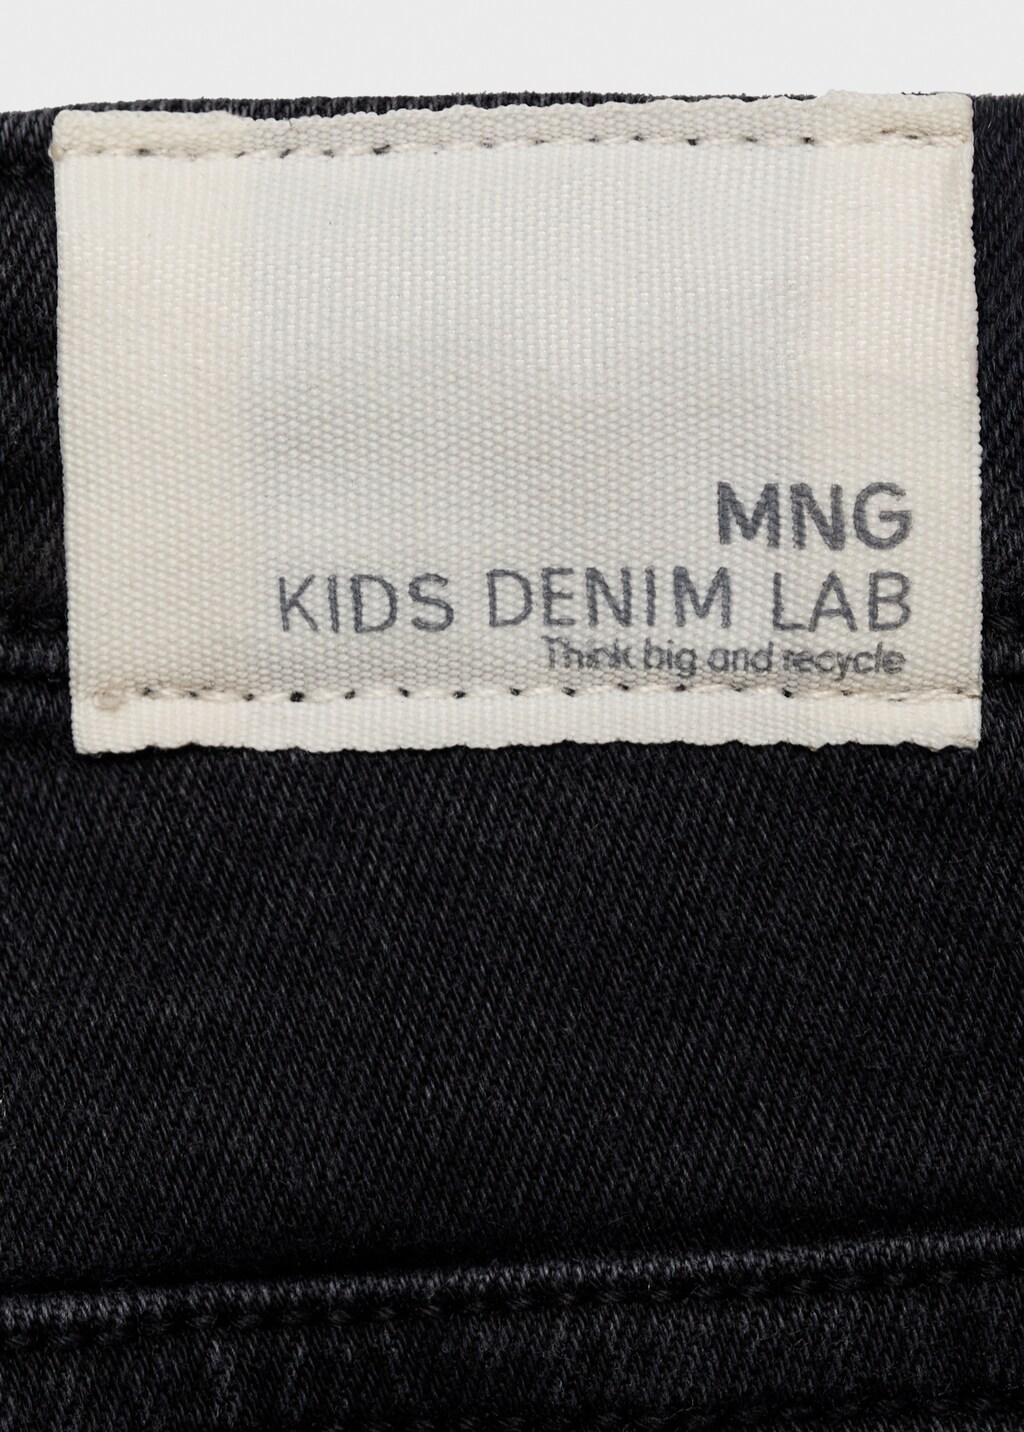 MNG
KIDS DENIM LAB
Think big and recycle